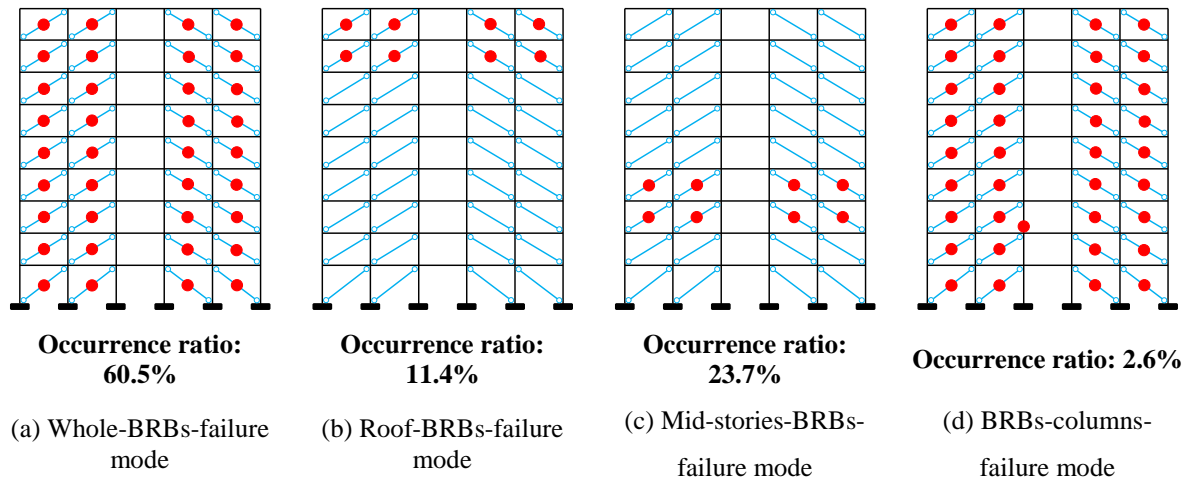 Occurrence ratio:
60.5%
(a) Whole-BRBs-failure
mode
Occurrence ratio:
11.4%
(b) Roof-BRBs-failure
mode
Occurrence ratio:
23.7%
(c) Mid-stories-BRBs-
failure mode
Occurrence ratio: 2.6%
(d) BRBs-columns-
failure mode